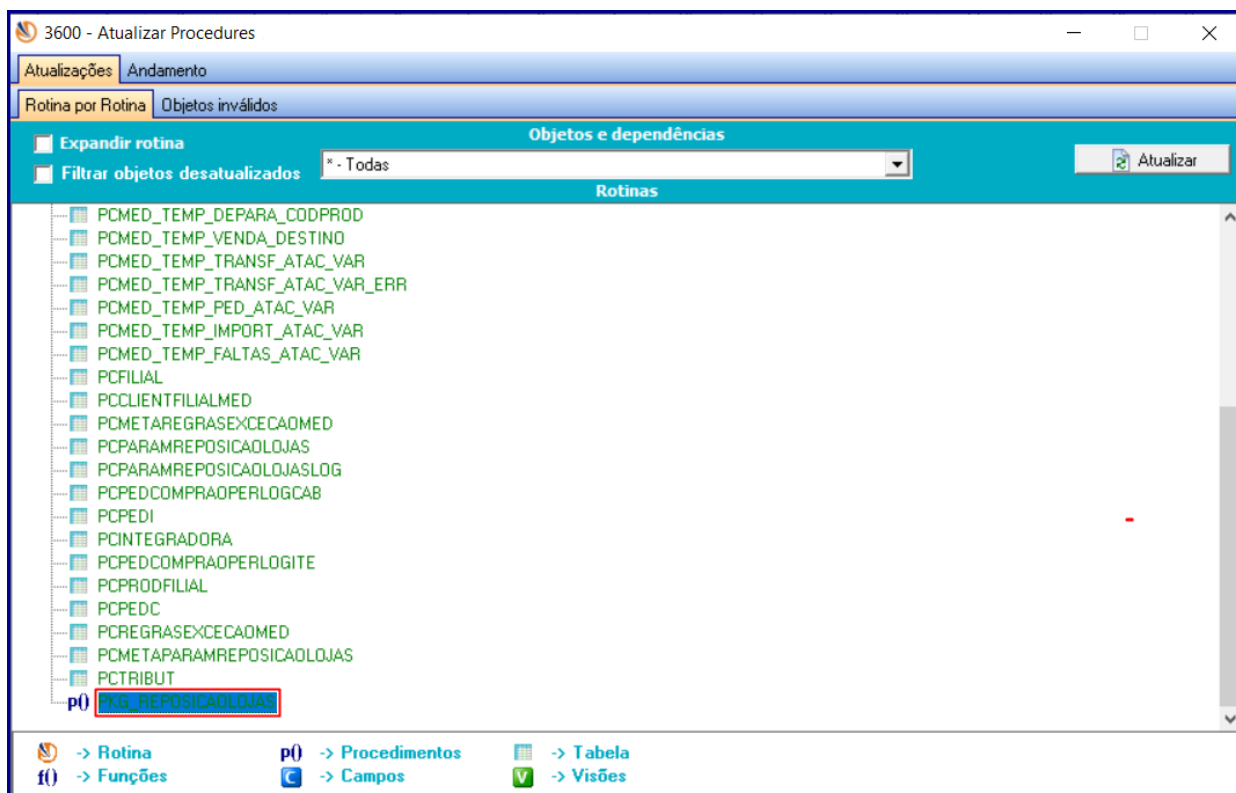 3600 - Atualizar Procedures
Atualizações Andamento
Rotina por Rotina Objetos inválidos
Expandir rotina
Filtrar objetos desatualizados
Objetos e dependências
* - Todas
Rotinas
Atualizar
PCMED_TEMP_DEPARA_CODPROD
PCMED_TEMP_VENDA_DESTINO
PCMED_TEMP_TRANSF_ATAC_VAR
PCMED_TEMP_TRANSF_ATAC_VAR_ERR
PCMED_TEMP_PED_ATAC_VAR
PCMED_TEMP_IMPORT_ATAC_VAR
PCMED_TEMP_FALTAS_ATAC_VAR
PCFILIAL
PCCLIENTFILIALMED
PCMETAREGRASEXCECAOMED
PCPARAMREPOSICAOLOJAS
PCPARAMREPOSICAOLOJASLOG
PCPEDCOMPRAOPERLOGCAB
PCPEDI
PCINTEGRADORA
PCPEDCOMPRAOPERLOGITE
PCPRODFILIAL
PCPEDC
PCREGRASEXCECAOMED
PCMETAPARAMREPOSICAOLOJAS
PCTRIBUT
p() PKG_REPOSICAOLOJAS
-> Rotina p() -> Procedimentos -> Tabela
f() -> Funções C -> Campos V -> Visões